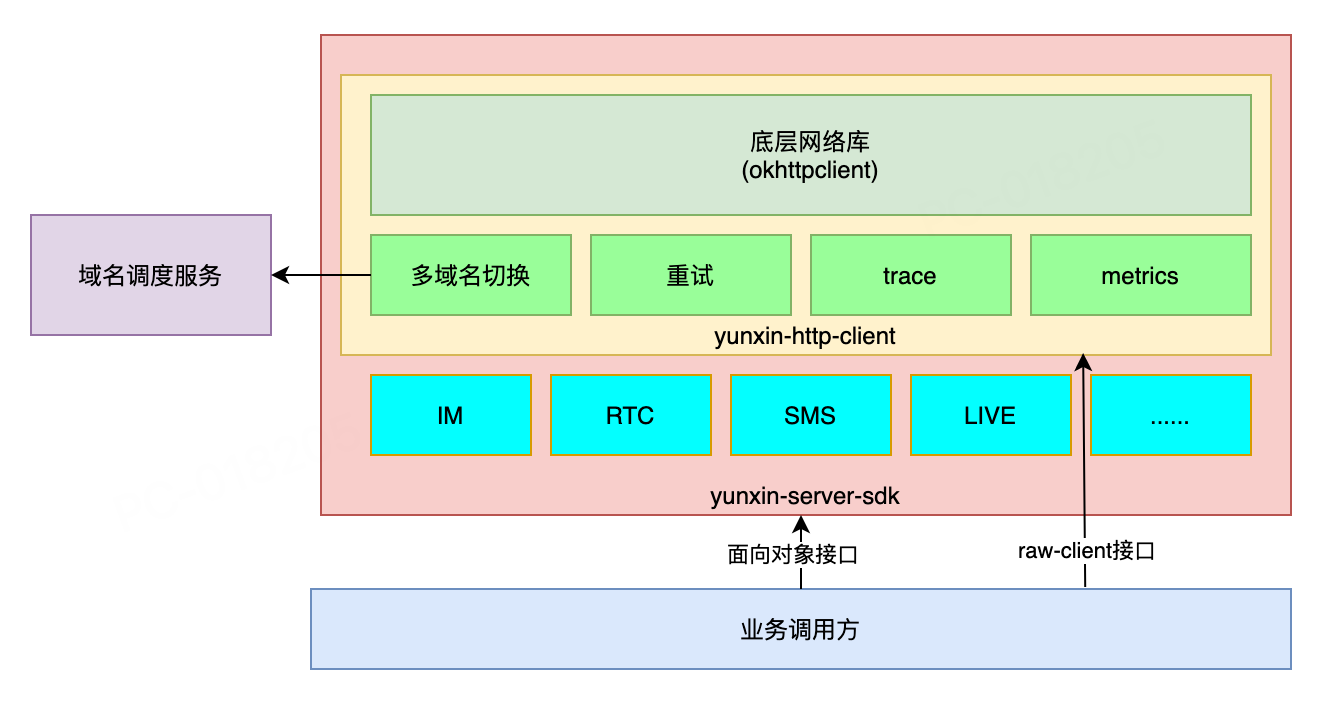 底层网络库
(okhttpclient)
域名调度服务
多域名切换
重试
trace
metrics
yunxin-http-client
IM
RTC
SMS
LIVE
......
yunxin-server-sdk
面向对象接口
raw-client接口
业务调用方